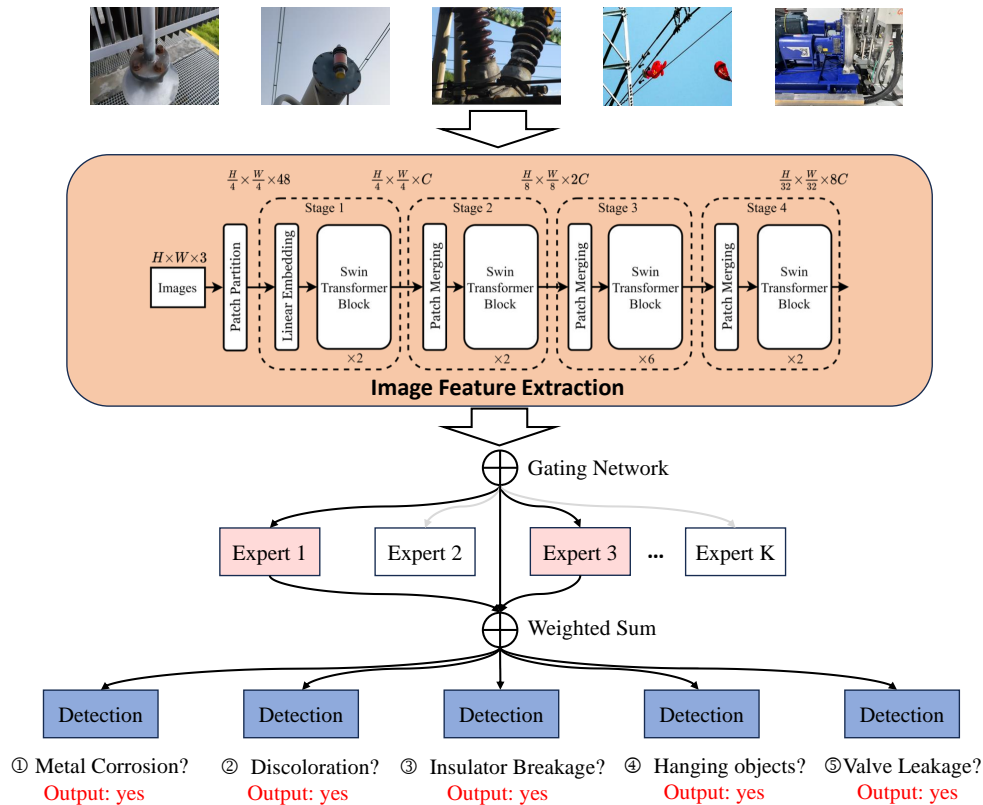 H/4 × W/4 × 48
H/4 × W/4 × C
H/8 × W/8 × 2C
H/32 × W/32 × 8C
Stage 1
Stage 2
Stage 3
Stage 4
H×W×3
Images
Patch Partition
Linear Embedding
Swin
Transformer
Block
Patch Merging
Swin
Transformer
Block
Patch Merging
Swin
Transformer
Block
Patch Merging
Swin
Transformer
Block
×2
×2
×6
×2
Image Feature Extraction
Gating Network
Expert 1
Expert 2
Expert 3
...
Expert K
Weighted Sum
Detection
Detection
Detection
Detection
Detection
① Metal Corrosion?
Output: yes
② Discoloration?
Output: yes
③ Insulator Breakage?
Output: yes
④ Hanging objects?
Output: yes
⑤Valve Leakage?
Output: yes